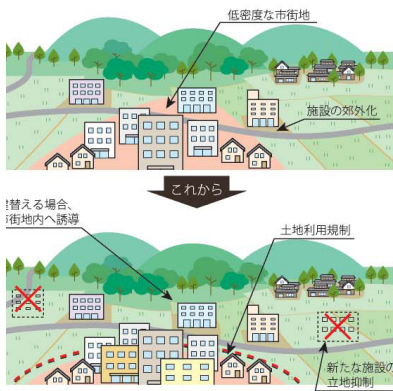 低密度な市街地
施設の郊外化
これから
替える場合、
市街地内へ誘導
土地利用規制
新たな施設の
立地抑制